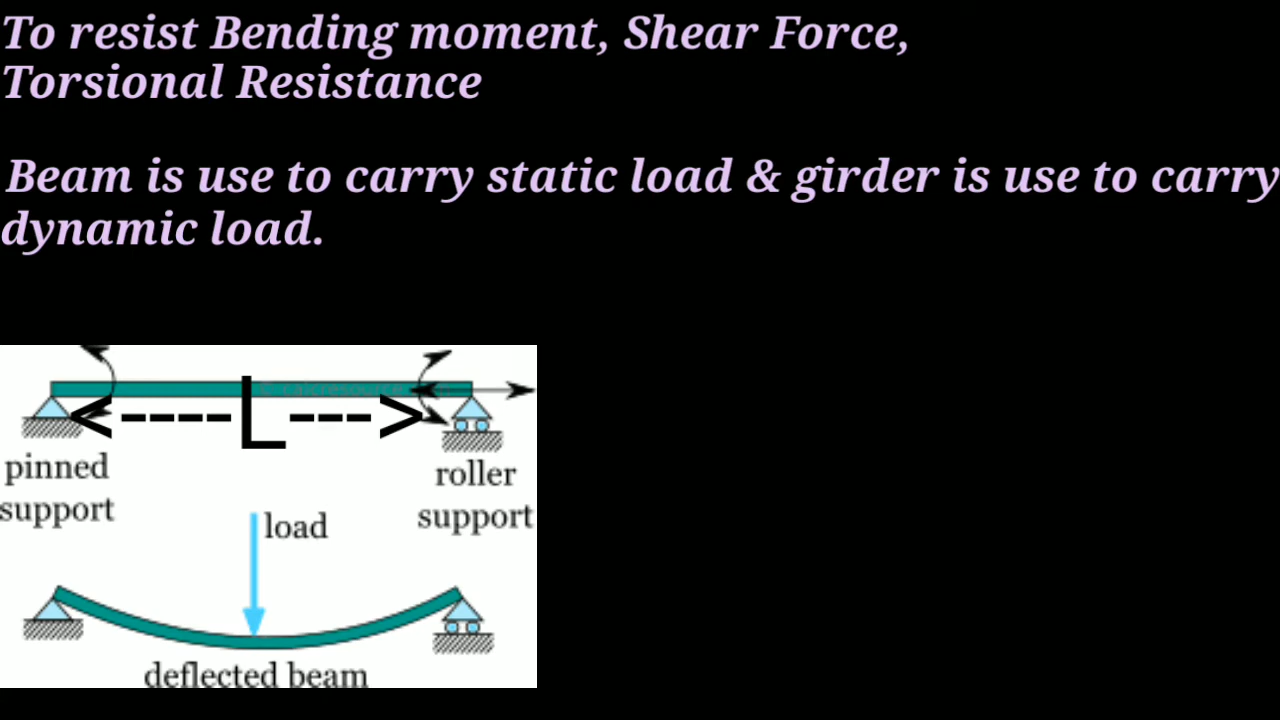 To resist Bending moment, Shear Force,
Torsional Resistance
Beam is use to carry static load & girder is use to carry
dynamic load.
<----L--->
pinned
support
roller
support
load
deflected beam